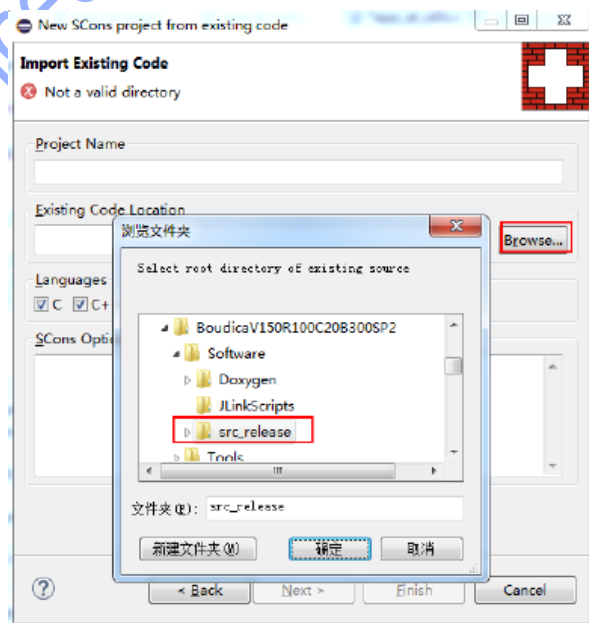 New SCons project from existing code
Import Existing Code
Not a valid directory
Project Name
Existing Code Location
浏览文件夹
Browse...
Select root directory of existing source
Languages
C C+
BoudicaV150R100C20B300SP2
SCons Optio
Software
Doxygen
JLinkScripts
src_release
Tools
文件夹(F): src_release
新建文件夹(M) 确定 取消
< Back Next > Finish Cancel